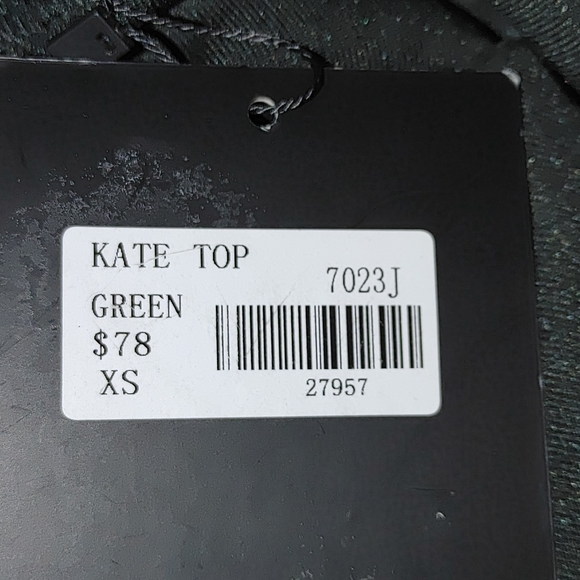 KATE TOP
7023J
GREEN
$78
XS
27957